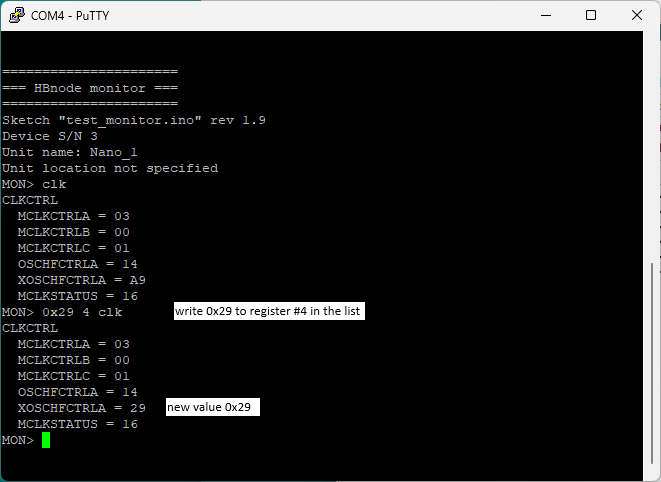 COM4 - PuTTY
======================
=== HBnode monitor ===
======================
Sketch "test_monitor.ino" rev 1.9
Device S/N 3
Unit name: Nano_1
Unit location not specified
MON> clk
CLKCTRL
  MCLKCTRLA = 03
  MCLKCTRLB = 00
  MCLKCTRLC = 01
  OSCHFCTRLA = 14
  XOSCHFCTRLA = A9
  MCLKSTATUS = 16
MON> 0x29 4 clk write 0x29 to register #4 in the list
CLKCTRL
  MCLKCTRLA = 03
  MCLKCTRLB = 00
  MCLKCTRLC = 01
  OSCHFCTRLA = 14
  XOSCHFCTRLA = 29 new value 0x29
  MCLKSTATUS = 16
MON>